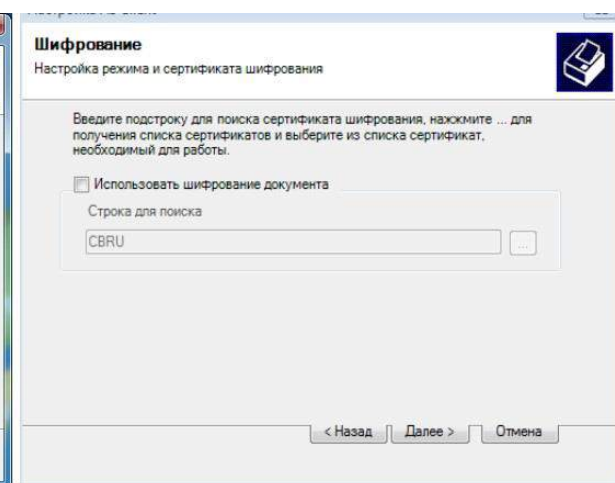 Шифрование
Настройка режима и сертификата шифрования
Введите подстроку для поиска сертификата шифрования, нажжмите ... для
получения списка сертификатов и выберите из списка сертификат,
необходимый для работы.
Использовать шифрование документа
Строка для поиска
CBRU
...
< Назад Далее > Отмена